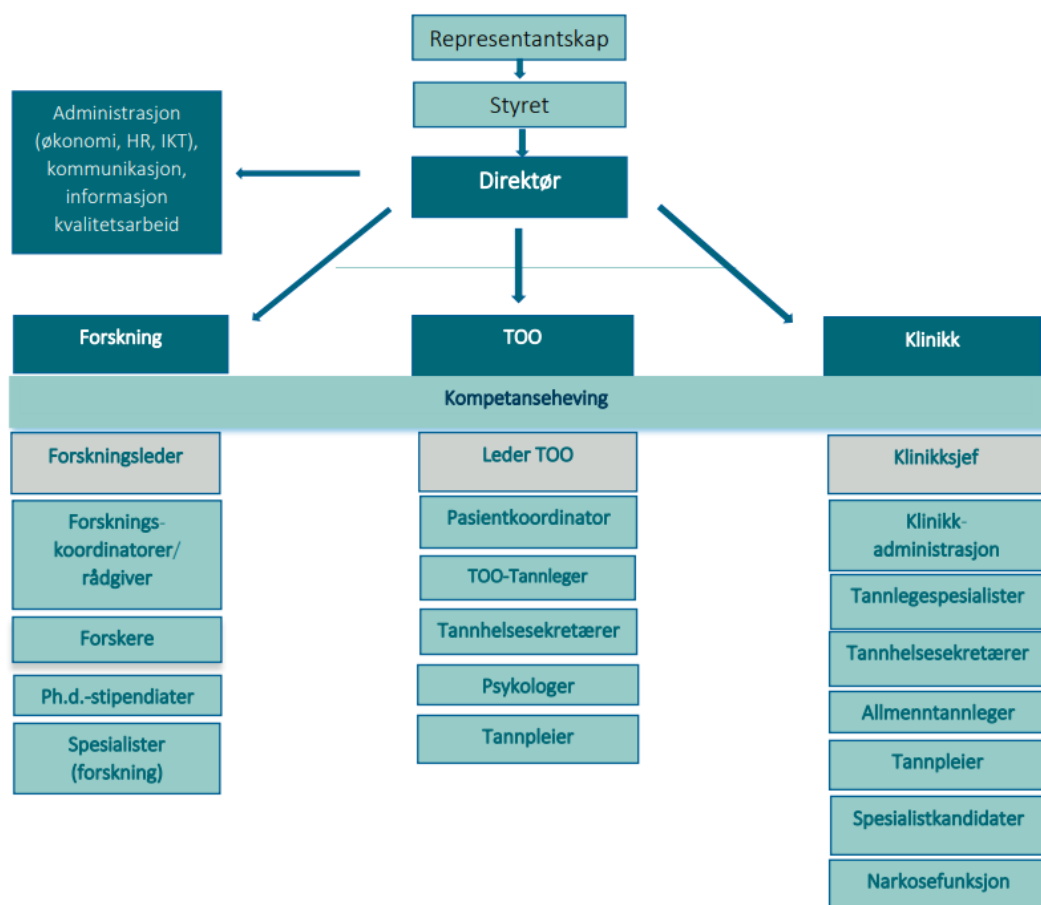 Representantskap
Styret
Administrasjon
(økonomi, HR, IKT),
kommunikasjon,
informasjon
kvalitetsarbeid
Direktør
Forskning
TOO
Klinikk
Kompetanseheving
Forskningsleder
Forsknings-
koordinatorer/
rådgiver
Forskere
Ph.d.-stipendiater
Spesialister
(forskning)
Leder TOO
Pasientkoordinator
TOO-Tannleger
Tannhelsesekretærer
Psykologer
Tannpleier
Klinikksjef
Klinikk-
administrasjon
Tannlegespesialister
Tannhelsesekretærer
Allmenntannleger
Tannpleier
Spesialistkandidater
Narkosefunksjon